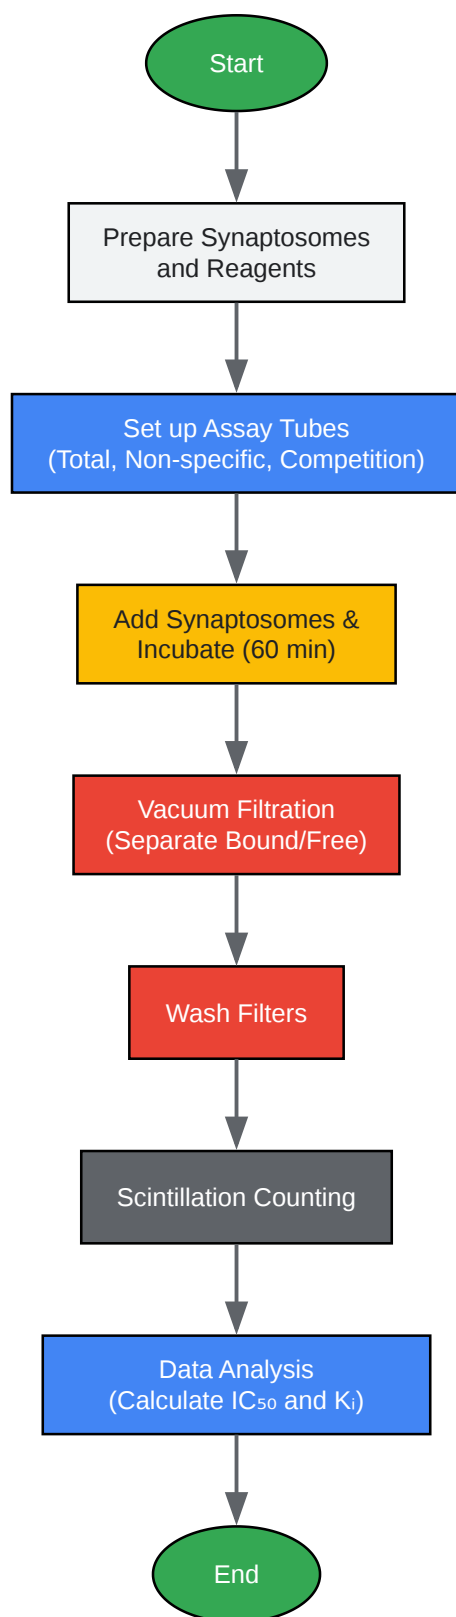 Start
Prepare Synaptosomes
and Reagents
Set up Assay Tubes
(Total, Non-specific, Competition)
Add Synaptosomes &
Incubate (60 min)
Vacuum Filtration
(Separate Bound/Free)
Wash Filters
Scintillation Counting
Data Analysis
(Calculate IC₅₀ and Kᵢ)
End